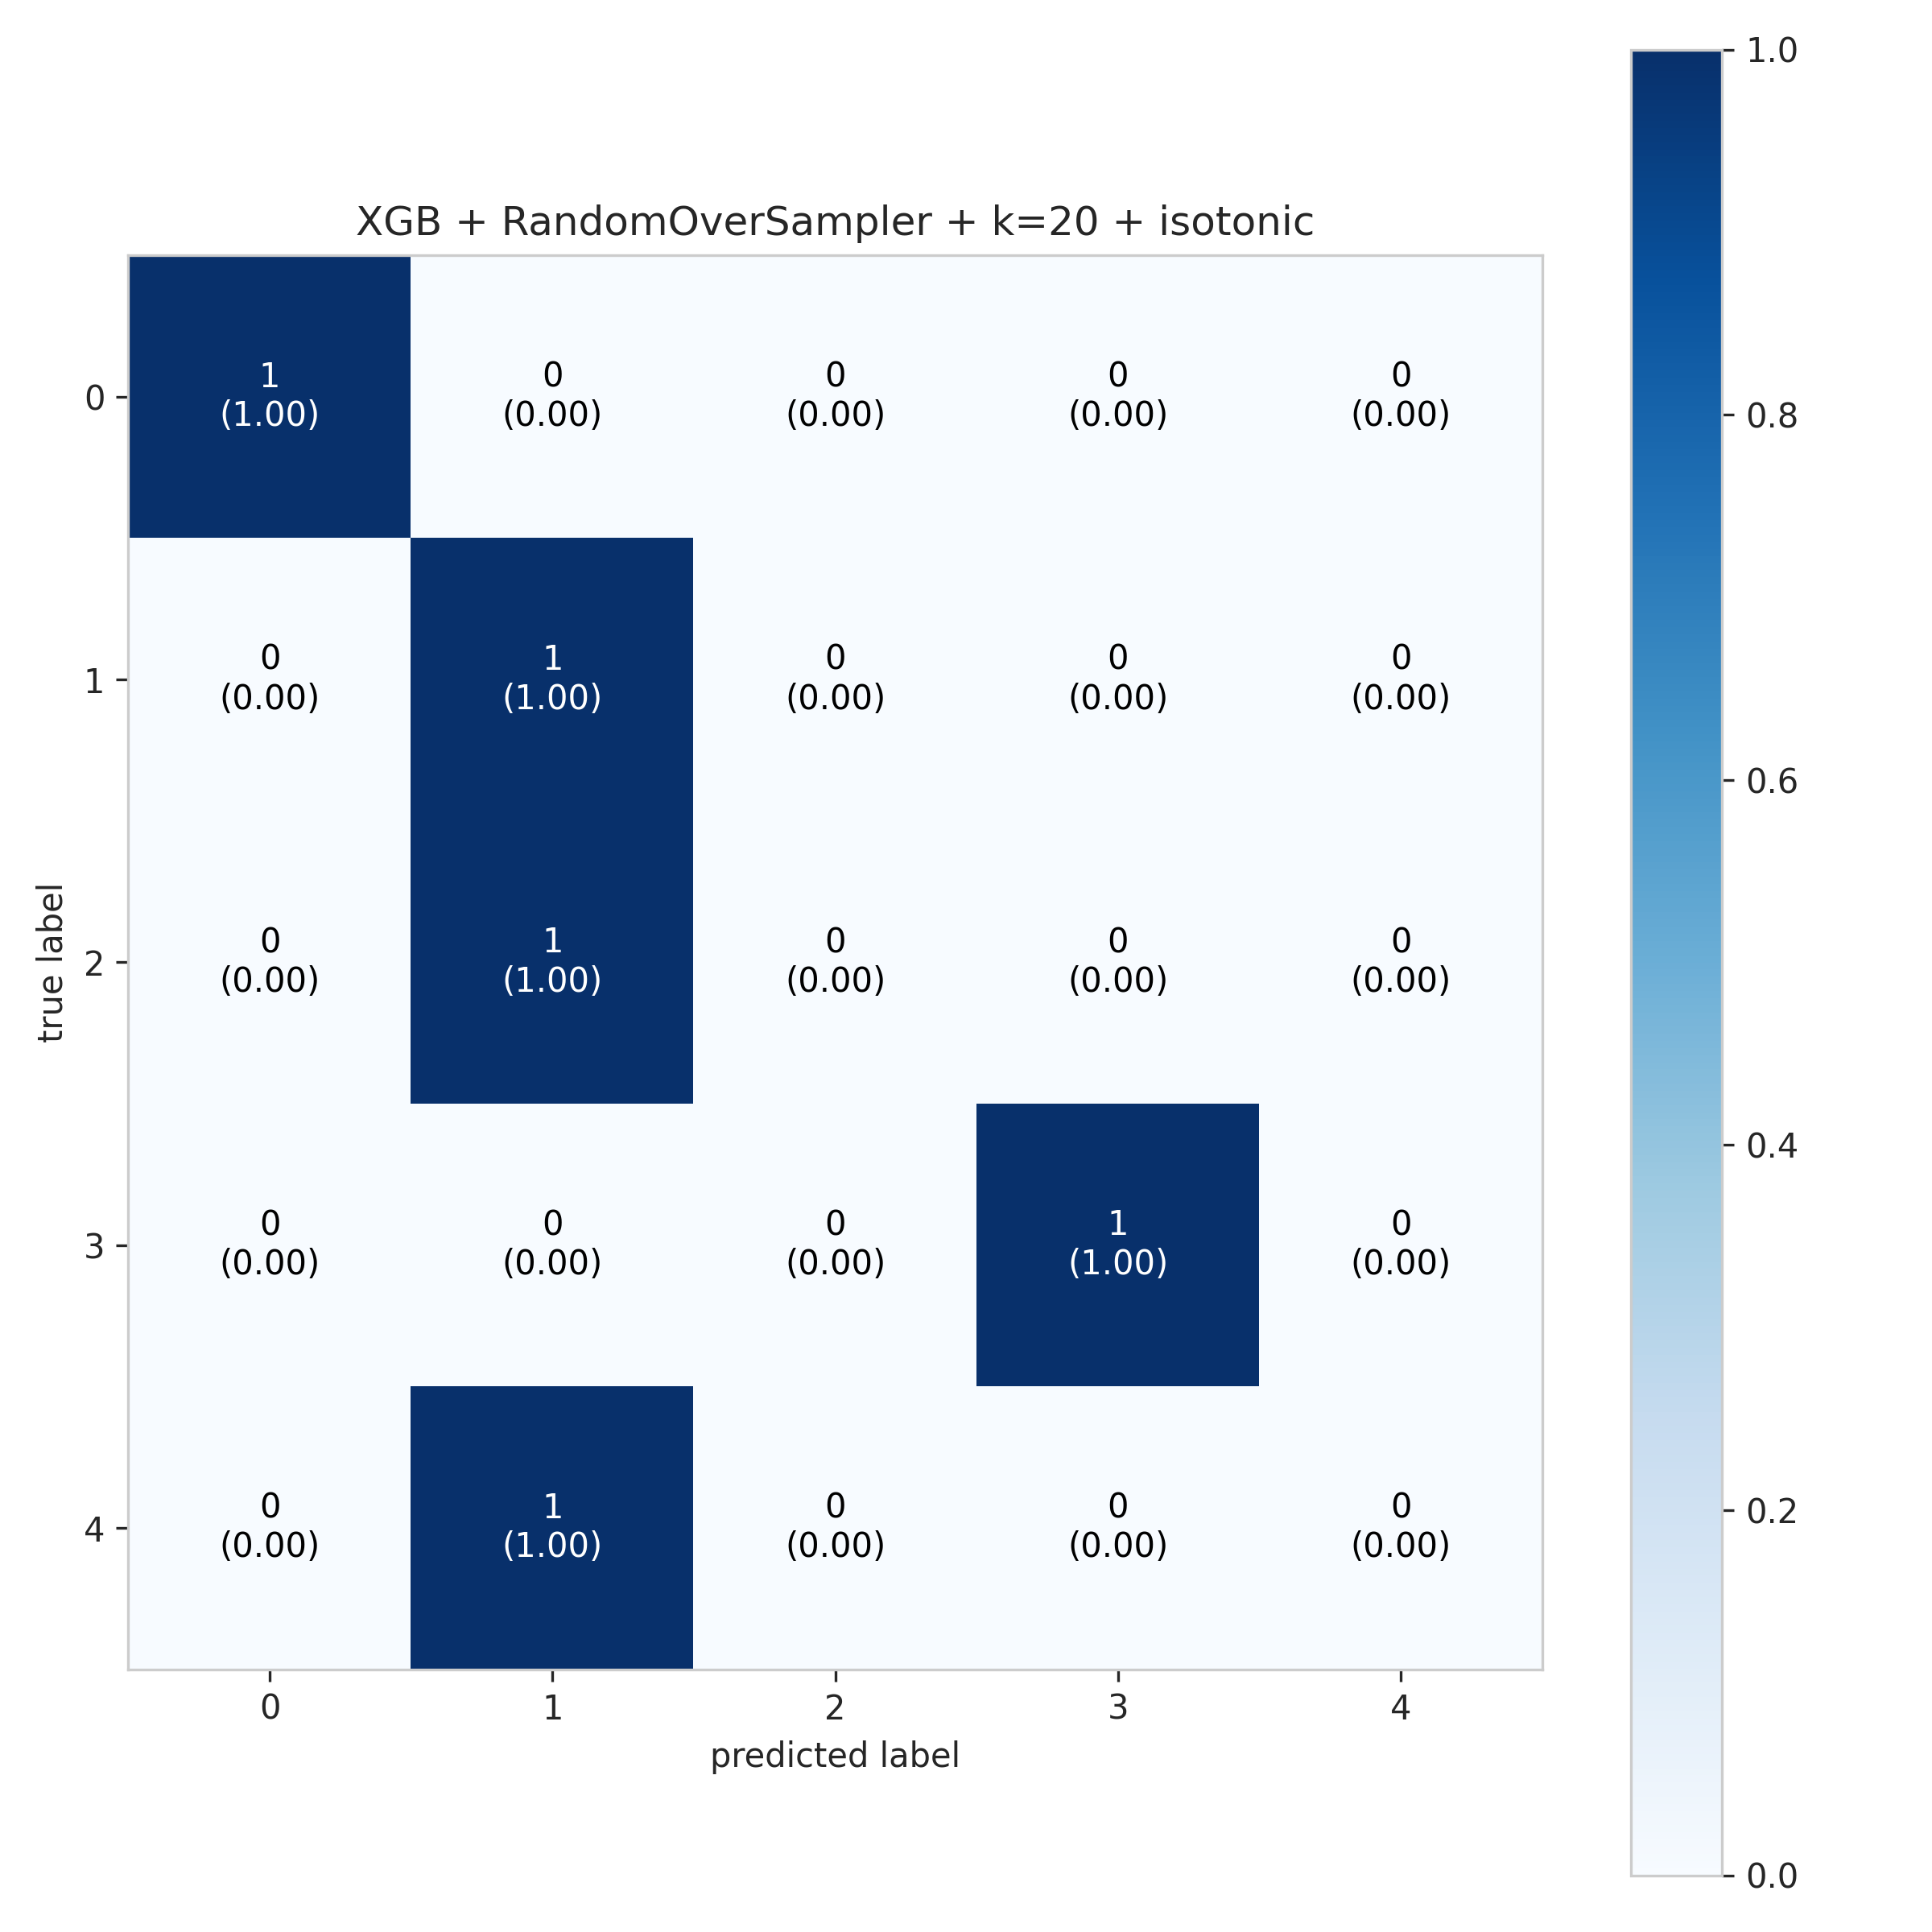 XGB + RandomOverSampler + k=20 + isotonic
1.0
0.8
0.6
0.4
0.2
0.0
true label
0
1 0 0 0 0
(1.00) (0.00) (0.00) (0.00) (0.00)
1
0 1 0 0 0
(0.00) (1.00) (0.00) (0.00) (0.00)
2
0 1 0 0 0
(0.00) (1.00) (0.00) (0.00) (0.00)
3
0 0 0 1 0
(0.00) (0.00) (0.00) (1.00) (0.00)
4
0 1 0 0 0
(0.00) (1.00) (0.00) (0.00) (0.00)
0 1 2 3 4
predicted label